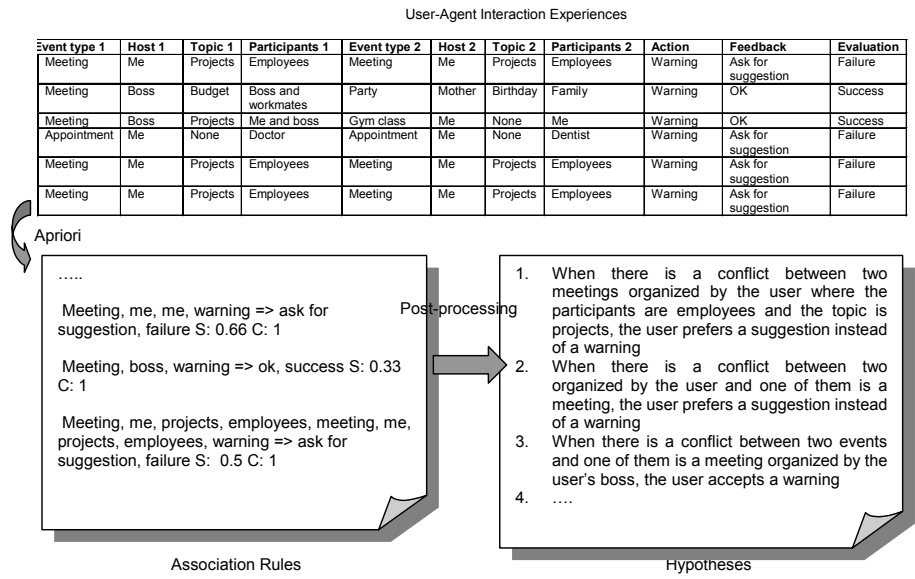 User-Agent Interaction Experiences
Event type 1 Host 1 Topic 1 Participants 1 Event type 2 Host 2 Topic 2 Participants 2 Action Feedback Evaluation
Meeting Me Projects Employees Meeting Me Projects Employees Warning Ask for suggestion Failure
Meeting Boss Budget Boss and workmates Party Mother Birthday Family Warning OK Success
Meeting Boss Projects Me and boss Gym class Me None Me Warning OK Success
Appointment Me None Doctor Appointment Me None Dentist Warning Ask for suggestion Failure
Meeting Me Projects Employees Meeting Me Projects Employees Warning Ask for suggestion Failure
Meeting Me Projects Employees Meeting Me Projects Employees Warning Ask for suggestion Failure
Apriori
…..
Meeting, me, me, warning => ask for
suggestion, failure S: 0.66 C: 1
Meeting, boss, warning => ok, success S: 0.33
C: 1
Meeting, me, projects, employees, meeting, me,
projects, employees, warning => ask for
suggestion, failure S: 0.5 C: 1
Association Rules
Post-processing
1. When there is a conflict between two
meetings organized by the user where the
participants are employees and the topic is
projects, the user prefers a suggestion instead
of a warning
2. When there is a conflict between two
organized by the user and one of them is a
meeting, the user prefers a suggestion instead
of a warning
3. When there is a conflict between two events
and one of them is a meeting organized by the
user's boss, the user accepts a warning
4. ….
Hypotheses